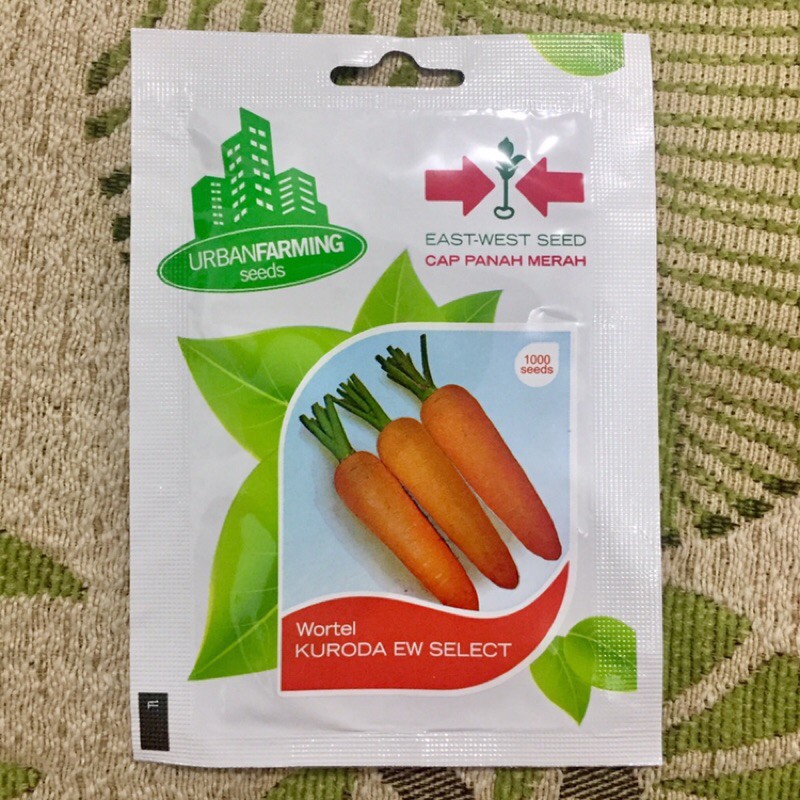 URBANFARMING
seeds
EAST-WEST SEED
CAP PANAH MERAH
1000
seeds
Wortel
KURODA EW SELECT